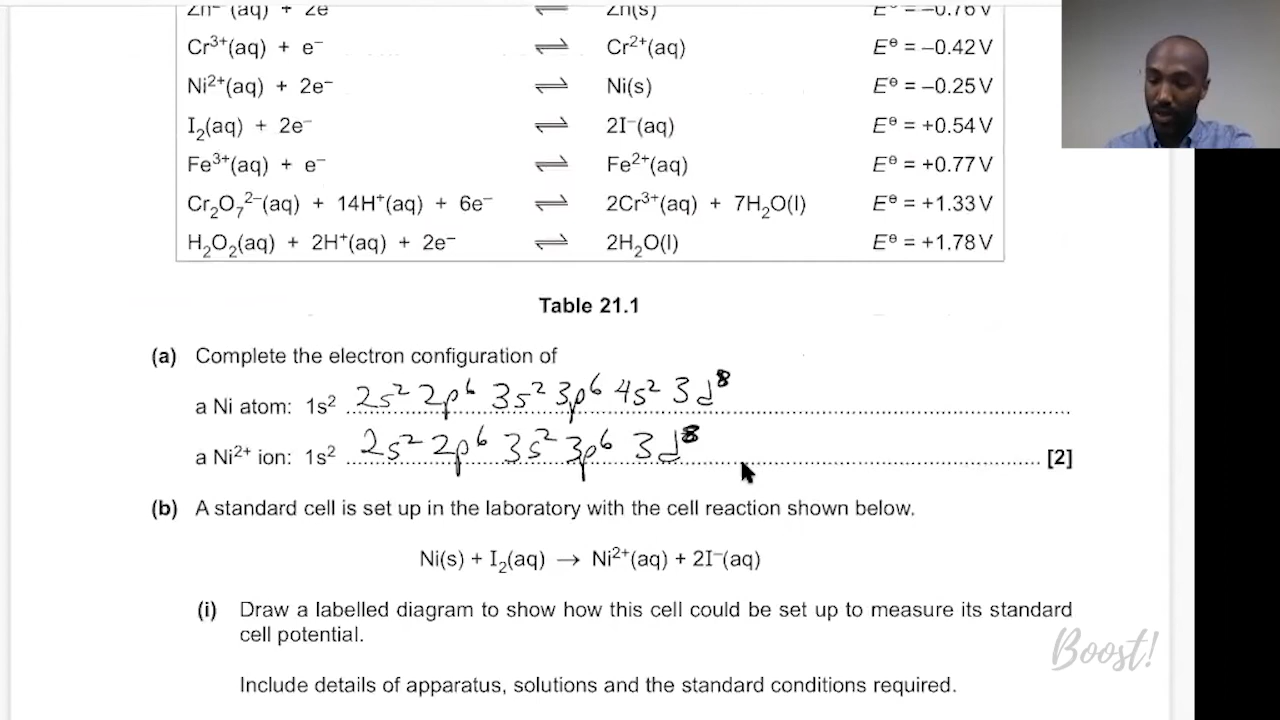 Zn²⁻(aq) + 2e⁻ ⇌ Zn(s) E⦵ = –0.76 V
Cr³⁺(aq) + e⁻ ⇌ Cr²⁺(aq) E⦵ = –0.42 V
Ni²⁺(aq) + 2e⁻ ⇌ Ni(s) E⦵ = –0.25 V
I₂(aq) + 2e⁻ ⇌ 2I⁻(aq) E⦵ = +0.54 V
Fe³⁺(aq) + e⁻ ⇌ Fe²⁺(aq) E⦵ = +0.77 V
Cr₂O₇²⁻(aq) + 14H⁺(aq) + 6e⁻ ⇌ 2Cr³⁺(aq) + 7H₂O(l) E⦵ = +1.33 V
H₂O₂(aq) + 2H⁺(aq) + 2e⁻ ⇌ 2H₂O(l) E⦵ = +1.78 V
Table 21.1
(a) Complete the electron configuration of
a Ni atom: 1s² 2s² 2p⁶ 3s² 3p⁶ 4s² 3d⁸
a Ni²⁺ ion: 1s² 2s² 2p⁶ 3s² 3p⁶ 3d⁸ [2]
(b) A standard cell is set up in the laboratory with the cell reaction shown below.
Ni(s) + I₂(aq) → Ni²⁺(aq) + 2I⁻(aq)
(i) Draw a labelled diagram to show how this cell could be set up to measure its standard
cell potential.
Boost!
Include details of apparatus, solutions and the standard conditions required.